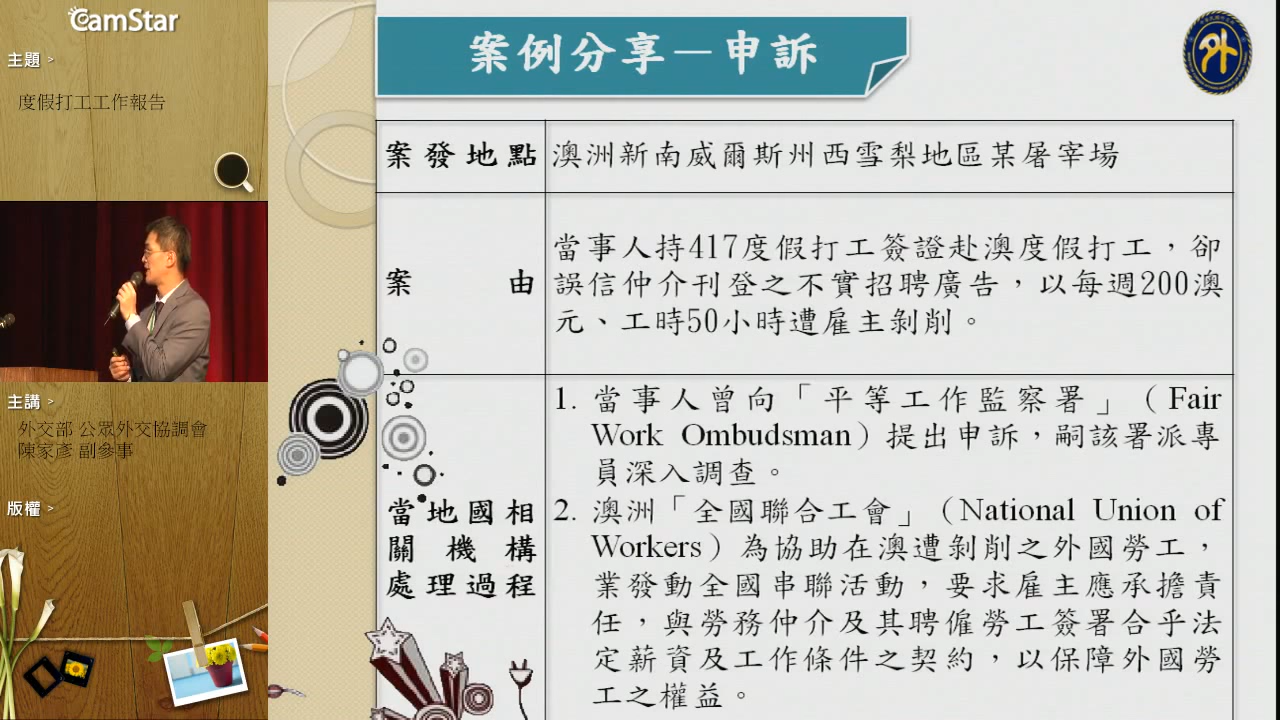 CamStar
主題 >
度假打工工作報告
主講 >
外交部 公眾外交協調會
陳家彥 副參事
版權 >
案例分享－申訴
外
案發地點
澳洲新南威爾斯州西雪梨地區某屠宰場
案由
當事人持417度假打工簽證赴澳度假打工，卻
誤信仲介刊登之不實招聘廣告，以每週200澳
元、工時50小時遭雇主剝削。
當地國相
關機構
處理過程
1. 當事人曾向「平等工作監察署」（Fair
Work Ombudsman）提出申訴，嗣該署派專
員深入調查。
2. 澳洲「全國聯合工會」（National Union of
Workers）為協助在澳遭剝削之外國勞工，
業發動全國串聯活動，要求雇主應承擔責
任，與勞務仲介及其聘僱勞工簽署合乎法
定薪資及工作條件之契約，以保障外國勞
工之權益。